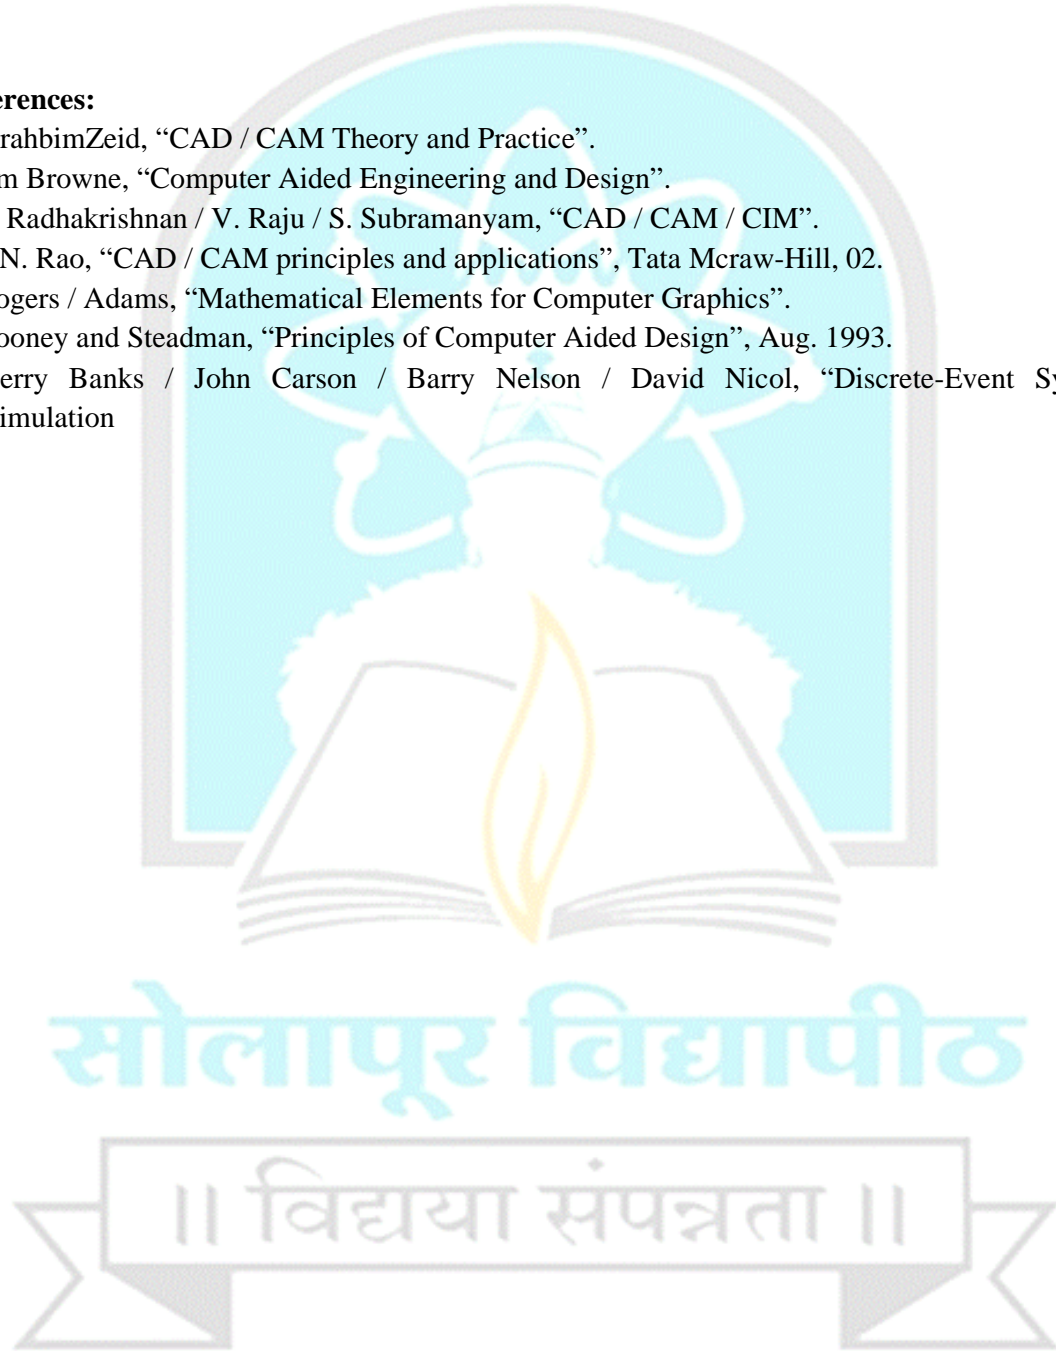 erences:
rahbimZeid, “CAD / CAM Theory and Practice”.
m Browne, “Computer Aided Engineering and Design”.
Radhakrishnan / V. Raju / S. Subramanyam, “CAD / CAM / CIM”.
N. Rao, “CAD / CAM principles and applications”, Tata Mcraw-Hill, 02.
ogers / Adams, “Mathematical Elements for Computer Graphics”.
ooney and Steadman, “Principles of Computer Aided Design”, Aug. 1993.
erry Banks / John Carson / Barry Nelson / David Nicol, “Discrete-Event Sy
imulation
सोलापूर विद्यापीठ
|| विद्यया संपन्नता ||